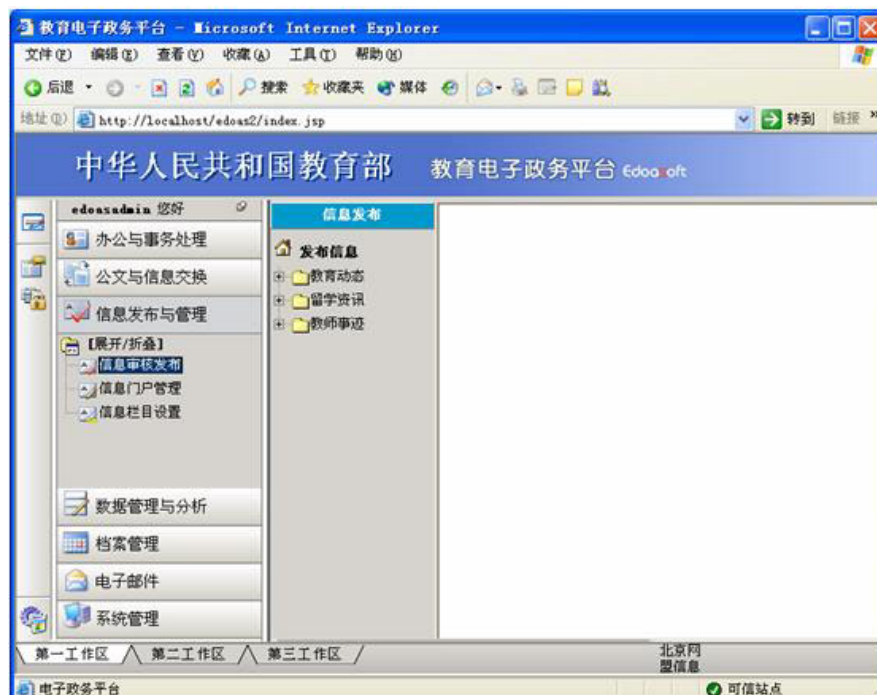 教育电子政务平台 - Microsoft Internet Explorer
文件(F) 编辑(E) 查看(V) 收藏(A) 工具(T) 帮助(H)
后退 搜索 收藏夹 媒体
地址(D) http://localhost/edoas2/index.jsp 转到 链接 »
中华人民共和国教育部 教育电子政务平台 Edoasoft
edoasadmin 您好
办公与事务处理
公文与信息交换
信息发布与管理
[展开/折叠]
信息审核发布
信息门户管理
信息栏目设置
数据管理与分析
档案管理
电子邮件
系统管理
信息发布
发布信息
教育动态
留学资讯
教师事迹
第一工作区 第二工作区 第三工作区
北京网
盟信息
电子政务平台 可信站点